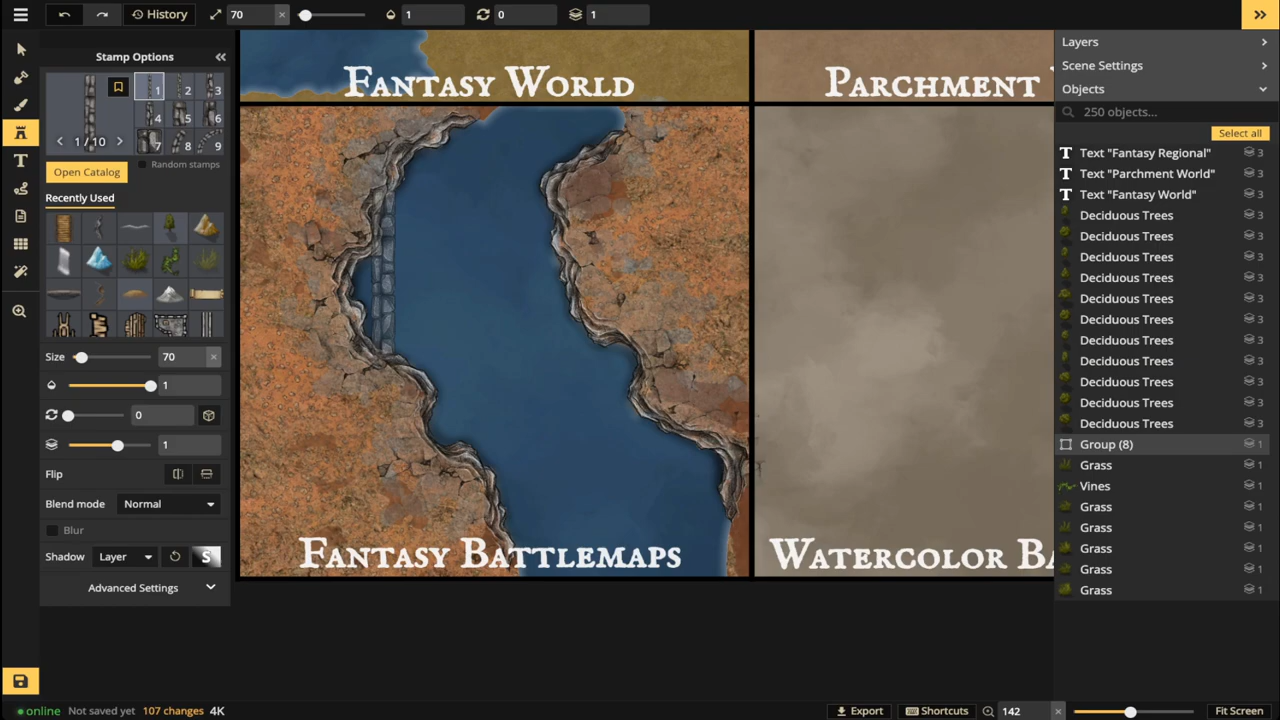 History
70
1
0
1
Stamp Options
1
2
3
4
5
6
7
8
9
1 / 10
Open Catalog
Random stamps
Recently Used
Size
70
1
0
1
Flip
Blend mode
Normal
Blur
Shadow
Layer
S
Advanced Settings
Fantasy World
Parchment
Fantasy Battlemaps
Watercolor Ba
Layers
Scene Settings
Objects
250 objects...
Select all
T Text "Fantasy Regional" 3
T Text "Parchment World" 3
T Text "Fantasy World" 3
Deciduous Trees 3
Deciduous Trees 3
Deciduous Trees 3
Deciduous Trees 3
Deciduous Trees 3
Deciduous Trees 3
Deciduous Trees 3
Deciduous Trees 3
Deciduous Trees 3
Deciduous Trees 3
Deciduous Trees 3
Group (8) 1
Grass 1
Vines 1
Grass 1
Grass 1
Grass 1
Grass 1
Grass 1
online Not saved yet 107 changes 4K
Export Shortcuts 142 Fit Screen